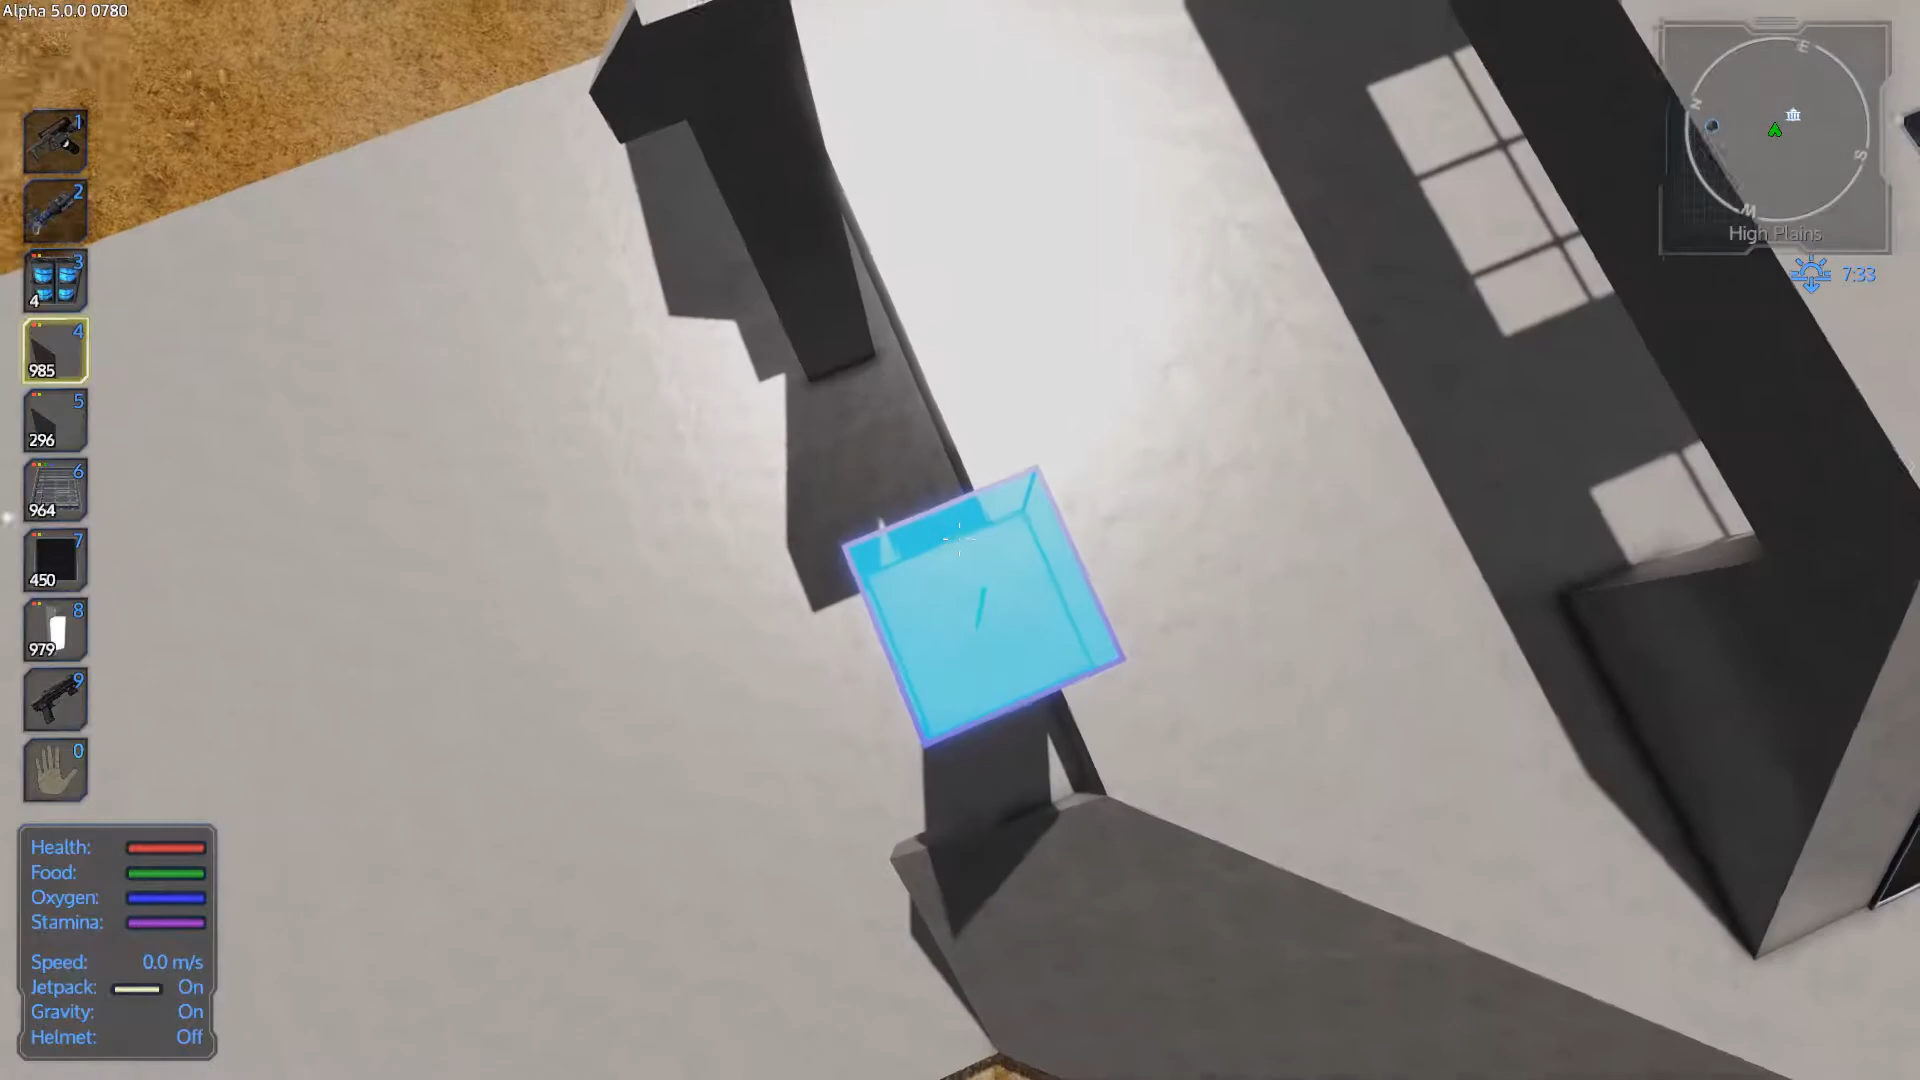 Alpha 5.0.0 0780
E
N
S
W
High Plains
7:33
1
2
3
4
4
985
5
296
6
964
7
450
8
979
9
0
Health:
Food:
Oxygen:
Stamina:
Speed: 0.0 m/s
Jetpack: On
Gravity: On
Helmet: Off